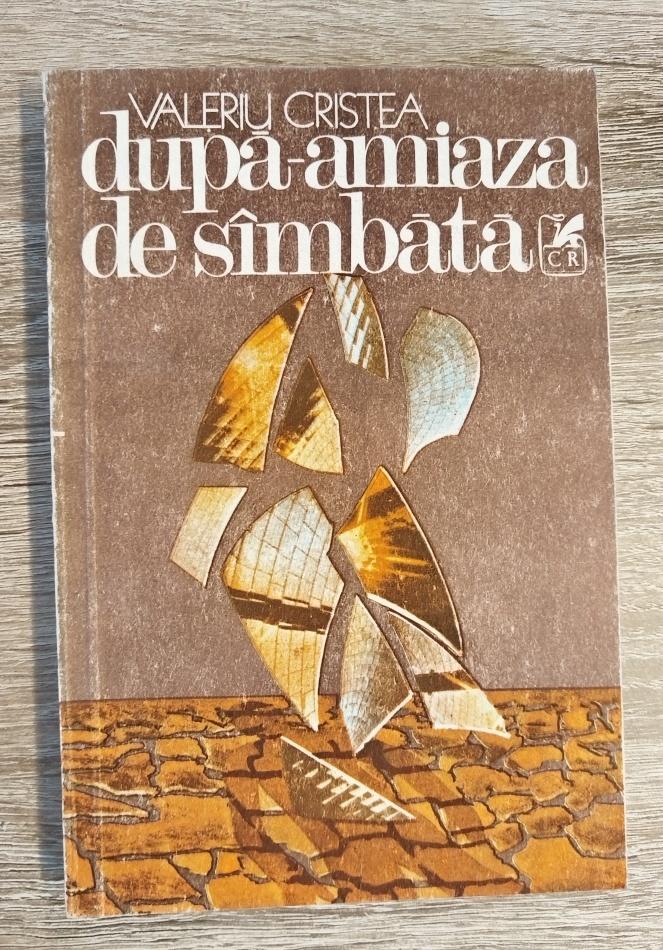 VALERIU CRISTEA
după-amiaza
de sîmbătă
CR